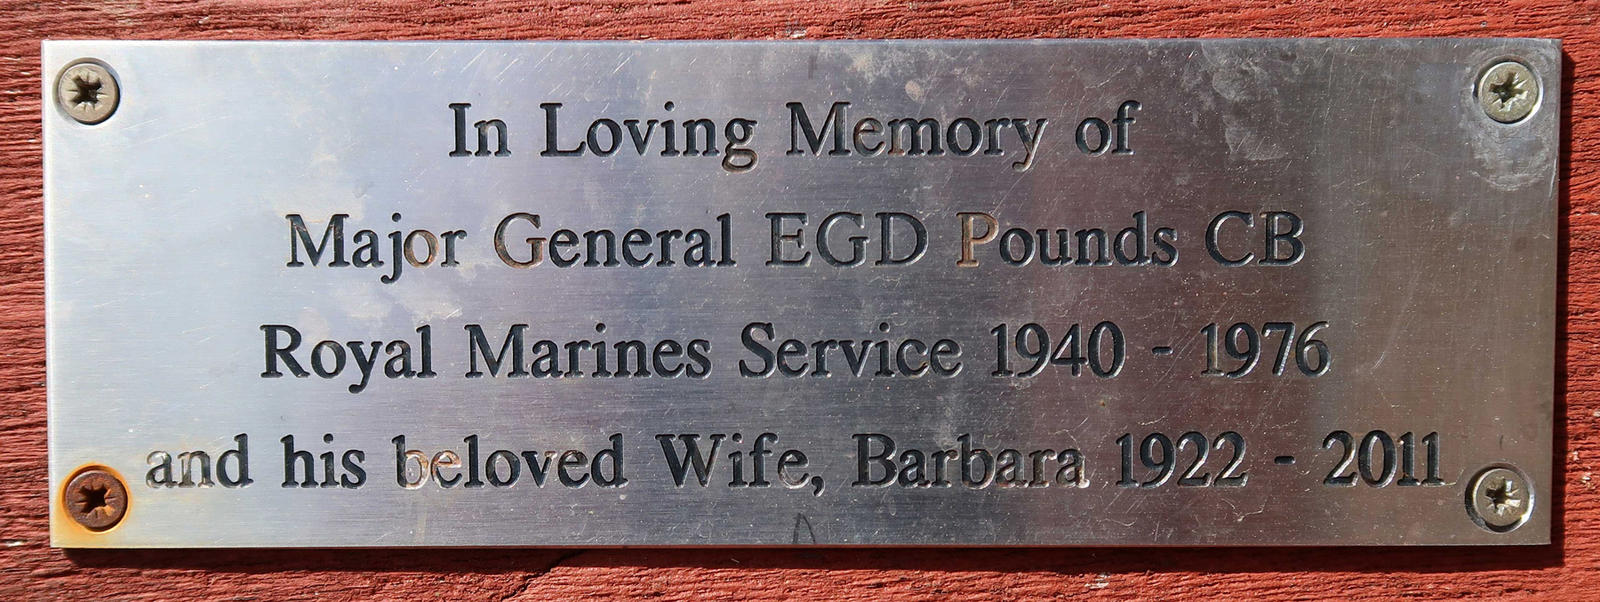 In Loving Memory of
Major General EGD Pounds CB
Royal Marines Service 1940 - 1976
and his beloved Wife, Barbara 1922 - 2011